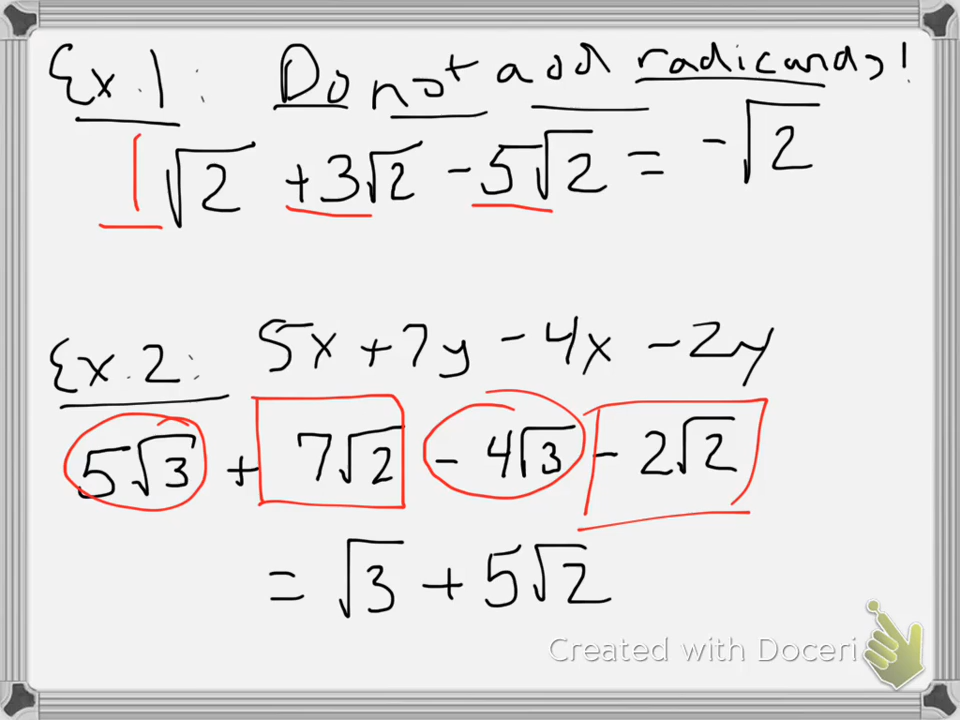 Ex.1: Do not add radicands!
1√2 + 3√2 - 5√2 = -√2
Ex.2: 5x + 7y - 4x - 2y
5√3 + 7√2 - 4√3 - 2√2
= √3 + 5√2
Created with Doceri